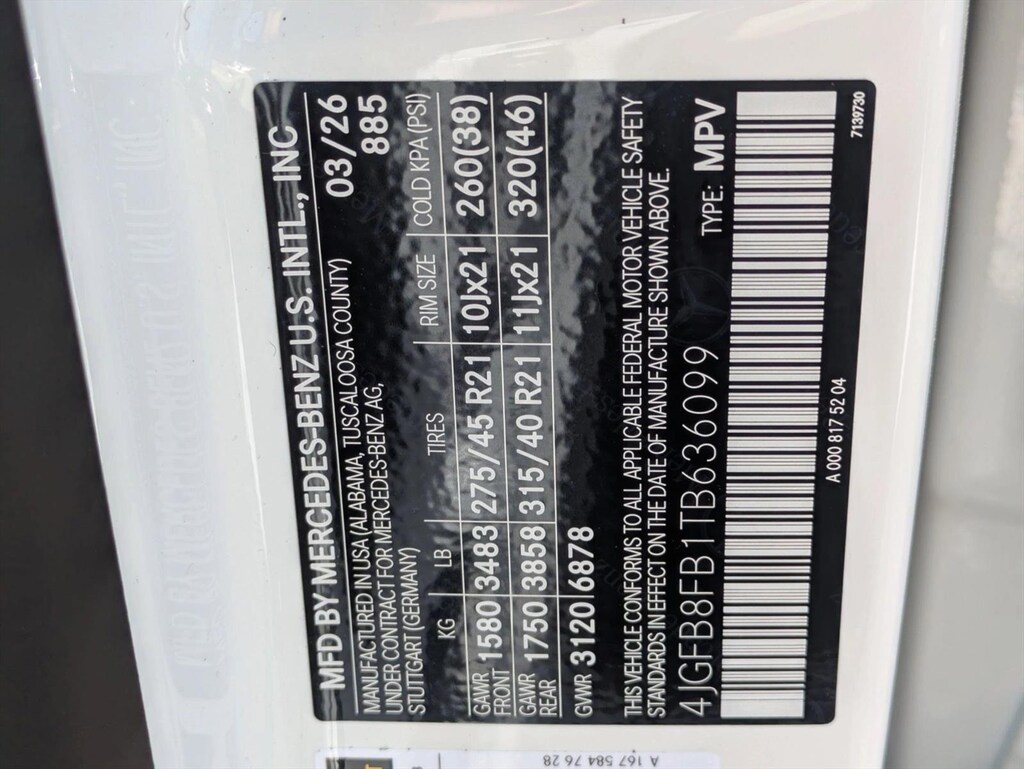 MFD BY MERCEDES-BENZ U.S. INTL., INC
MANUFACTURED IN USA (ALABAMA, TUSCALOOSA COUNTY) 03/26
UNDER CONTRACT FOR MERCEDES-BENZ AG, 885
STUTTGART (GERMANY)
KG LB TIRES RIM SIZE COLD KPA (PSI)
GAWR FRONT 1580 3483 275/45 R21 10Jx21 260(38)
GAWR REAR 1750 3858 315/40 R21 11Jx21 320(46)
GWR 3120 6878
THIS VEHICLE CONFORMS TO ALL APPLICABLE FEDERAL MOTOR VEHICLE SAFETY
STANDARDS IN EFFECT ON THE DATE OF MANUFACTURE SHOWN ABOVE.
4JGFB8FB1TB636099 TYPE: MPV
A 000 817 52 04
7139730
A 167 584 76 28